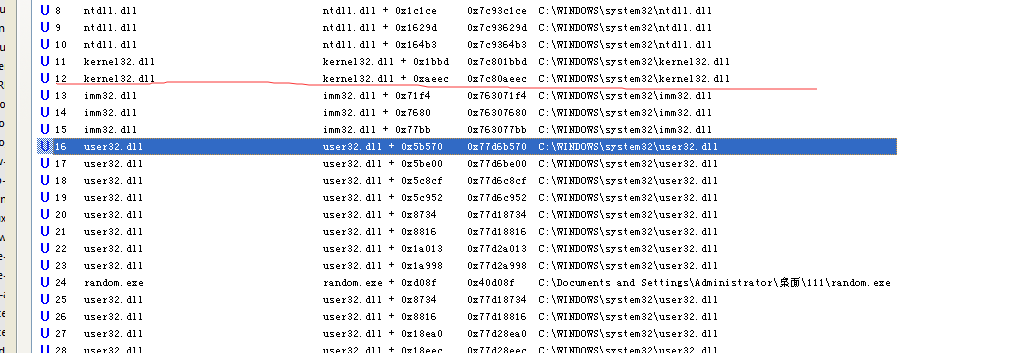 U 8 ntdll.dll ntdll.dll + 0x1c1ce 0x7c93c1ce C:\WINDOWS\system32\ntdll.dll
U 9 ntdll.dll ntdll.dll + 0x1629d 0x7c93629d C:\WINDOWS\system32\ntdll.dll
U 10 ntdll.dll ntdll.dll + 0x164b3 0x7c9364b3 C:\WINDOWS\system32\ntdll.dll
U 11 kernel32.dll kernel32.dll + 0x1bbd 0x7c801bbd C:\WINDOWS\system32\kernel32.dll
U 12 kernel32.dll kernel32.dll + 0xaeec 0x7c80aeec C:\WINDOWS\system32\kernel32.dll
U 13 imm32.dll imm32.dll + 0x71f4 0x763071f4 C:\WINDOWS\system32\imm32.dll
U 14 imm32.dll imm32.dll + 0x7680 0x76307680 C:\WINDOWS\system32\imm32.dll
U 15 imm32.dll imm32.dll + 0x77bb 0x763077bb C:\WINDOWS\system32\imm32.dll
U 16 user32.dll user32.dll + 0x5b570 0x77d6b570 C:\WINDOWS\system32\user32.dll
U 17 user32.dll user32.dll + 0x5be00 0x77d6be00 C:\WINDOWS\system32\user32.dll
U 18 user32.dll user32.dll + 0x5c8cf 0x77d6c8cf C:\WINDOWS\system32\user32.dll
U 19 user32.dll user32.dll + 0x5c952 0x77d6c952 C:\WINDOWS\system32\user32.dll
U 20 user32.dll user32.dll + 0x8734 0x77d18734 C:\WINDOWS\system32\user32.dll
U 21 user32.dll user32.dll + 0x8816 0x77d18816 C:\WINDOWS\system32\user32.dll
U 22 user32.dll user32.dll + 0x1a013 0x77d2a013 C:\WINDOWS\system32\user32.dll
U 23 user32.dll user32.dll + 0x1a998 0x77d2a998 C:\WINDOWS\system32\user32.dll
U 24 random.exe random.exe + 0xd08f 0x40d08f C:\Documents and Settings\Administrator\桌面\111\random.exe
U 25 user32.dll user32.dll + 0x8734 0x77d18734 C:\WINDOWS\system32\user32.dll
U 26 user32.dll user32.dll + 0x8816 0x77d18816 C:\WINDOWS\system32\user32.dll
U 27 user32.dll user32.dll + 0x18ea0 0x77d28ea0 C:\WINDOWS\system32\user32.dll
U 28 user32.dll user32.dll + 0x18eec 0x77d28eec C:\WINDOWS\system32\user32.dll